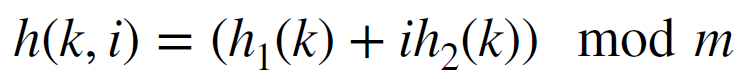 h(k, i) = (h₁(k) + ih₂(k)) mod m